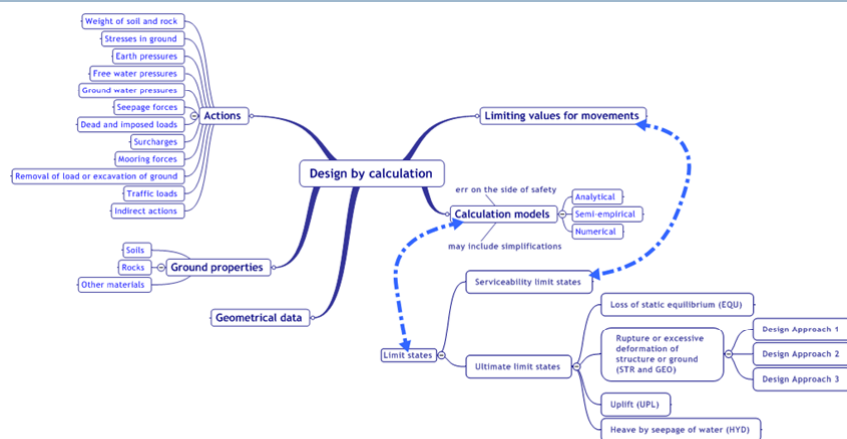 Weight of soil and rock
Stresses in ground
Earth pressures
Free water pressures
Ground water pressures
Seepage forces
Dead and imposed loads
Surcharges
Mooring forces
Removal of load or excavation of ground
Traffic loads
Indirect actions
Actions
Soils
Rocks
Other materials
Ground properties
Geometrical data
Design by calculation
Limiting values for movements
err on the side of safety
Calculation models
may include simplifications
Analytical
Semi-empirical
Numerical
Limit states
Serviceability limit states
Ultimate limit states
Loss of static equilibrium (EQU)
Rupture or excessive
deformation of
structure or ground
(STR and GEO)
Design Approach 1
Design Approach 2
Design Approach 3
Uplift (UPL)
Heave by seepage of water (HYD)